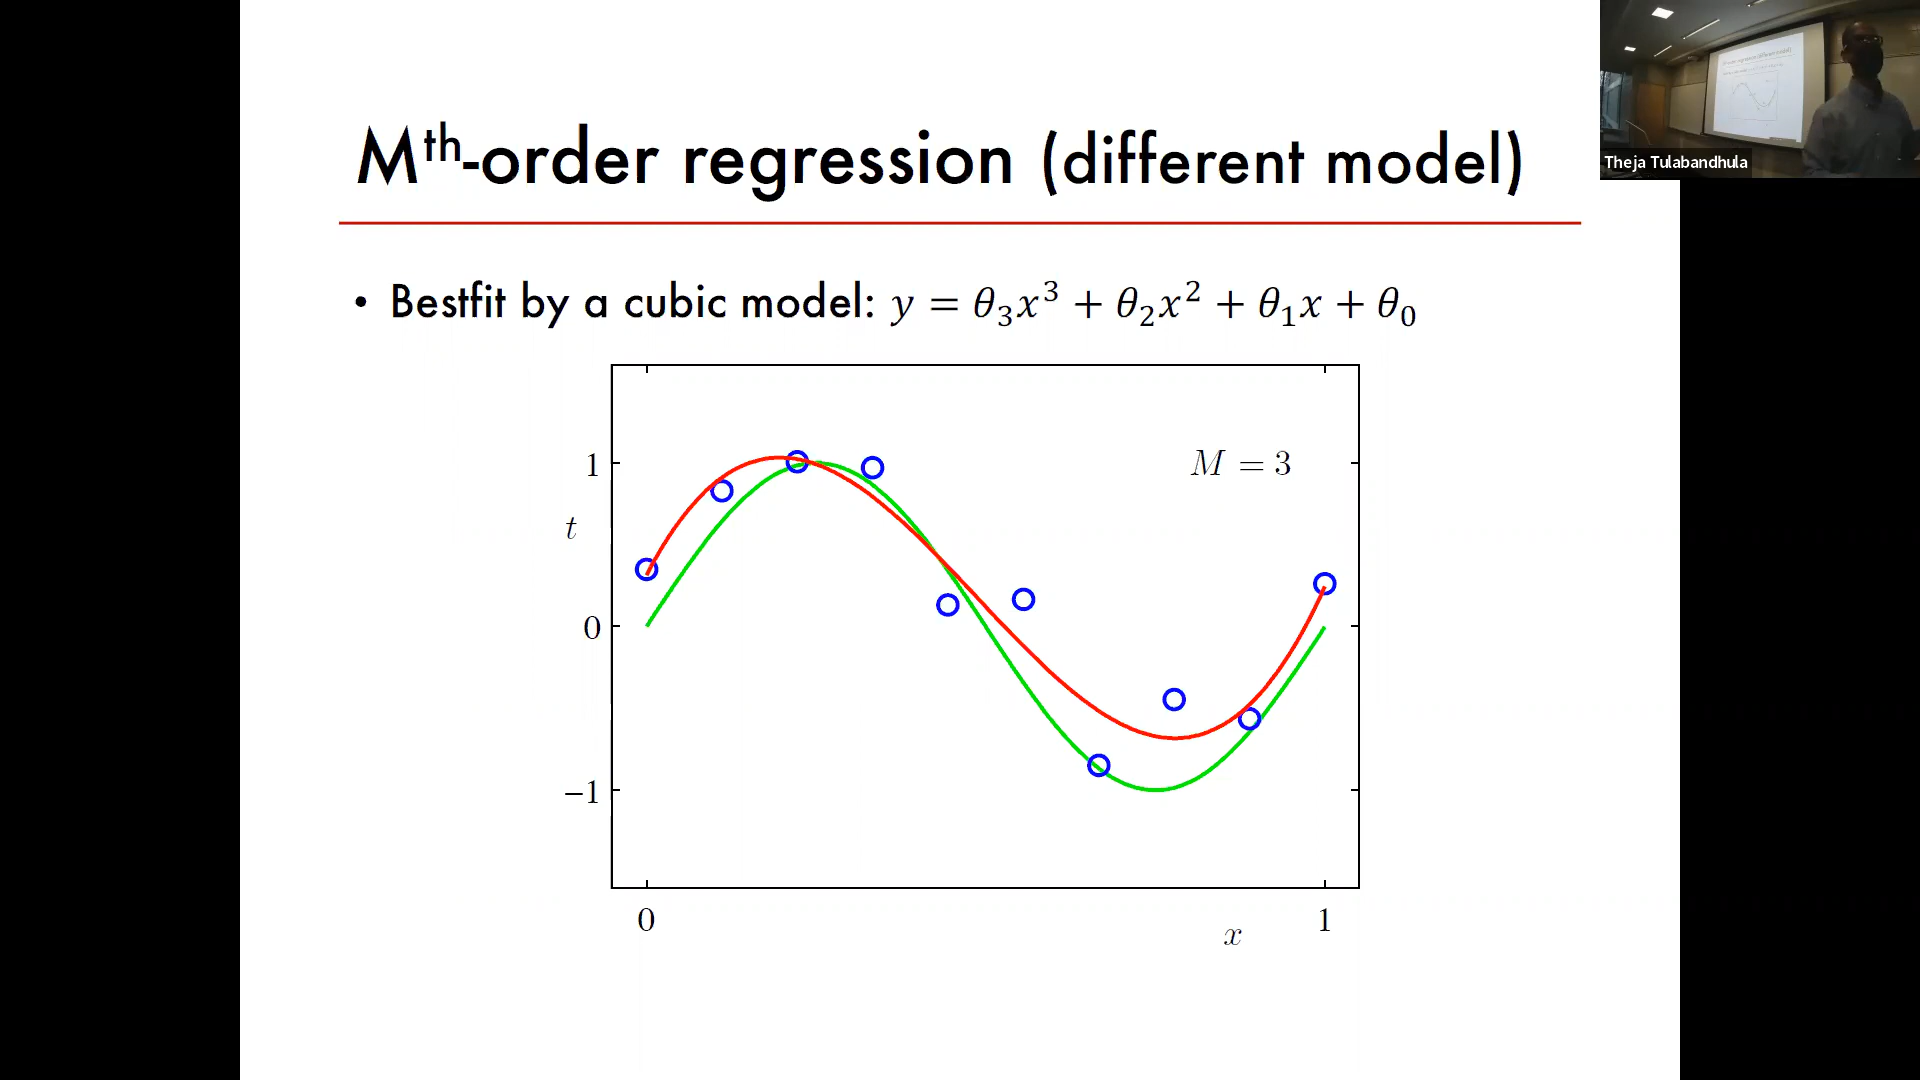 Mth-order regression (different model)
Theja Tulabandhula
• Bestfit by a cubic model: y = θ₃x³ + θ₂x² + θ₁x + θ₀
M = 3
1
t
0
−1
0
1
x